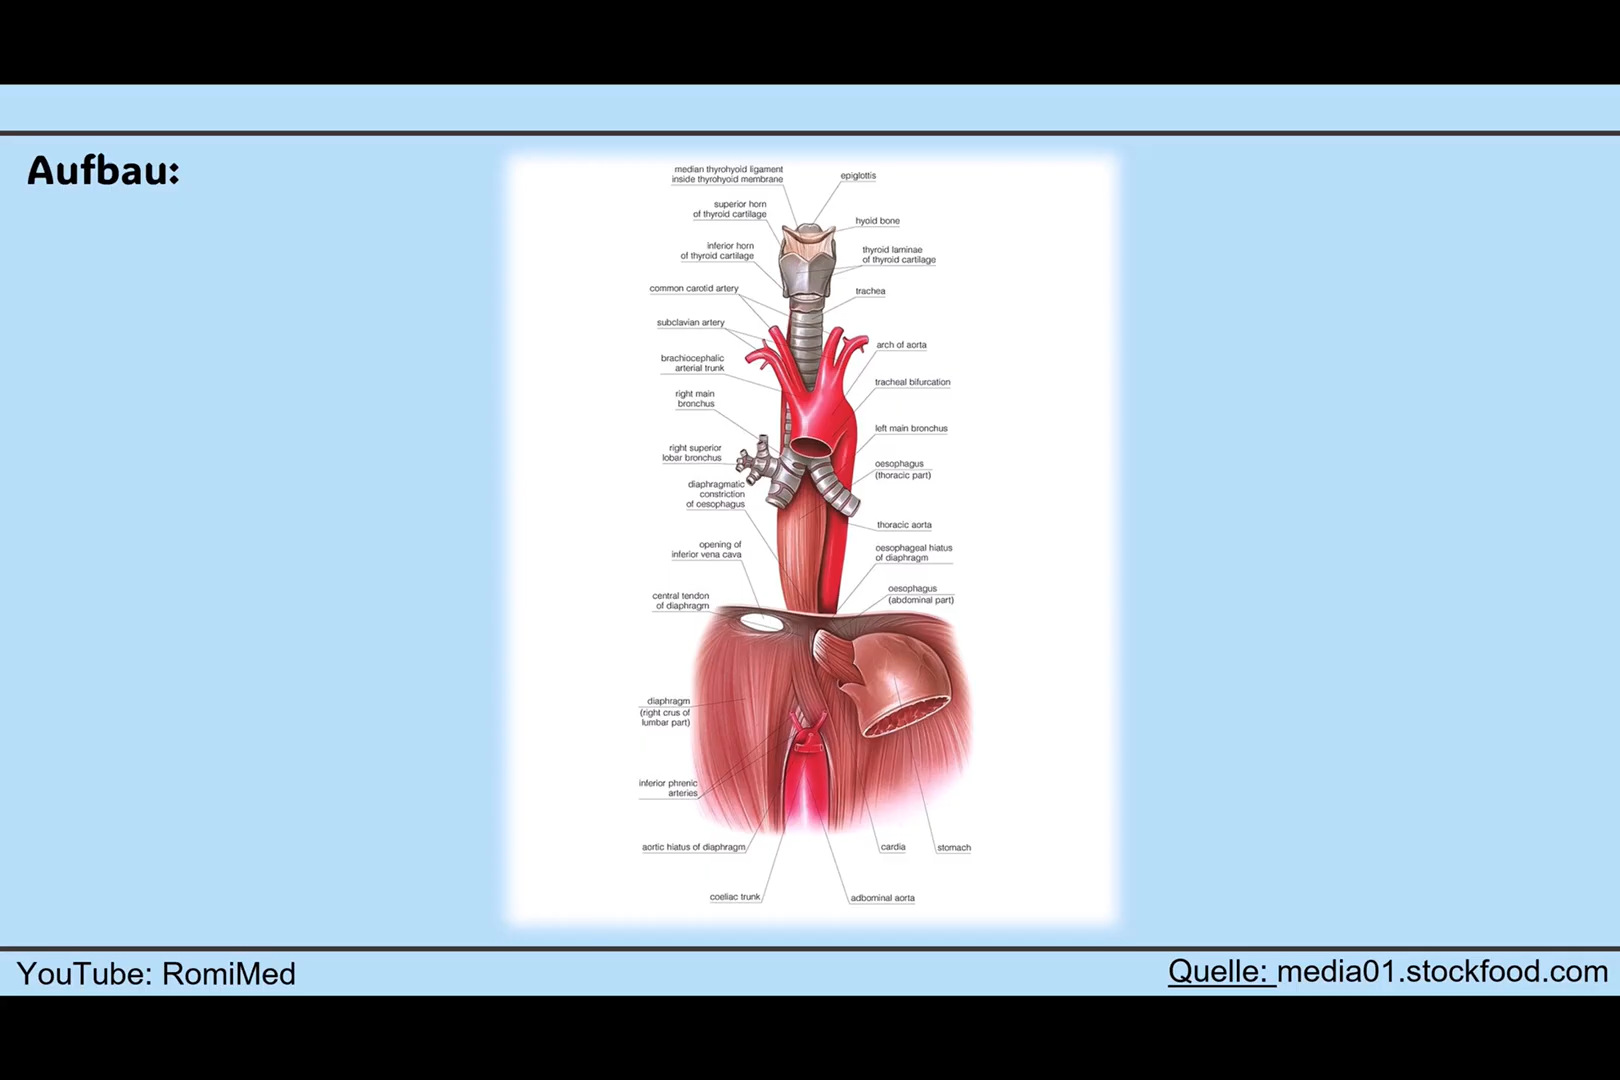 Aufbau:
median thyrohyoid ligament
inside thyrohyoid membrane
epiglottis
superior horn
of thyroid cartilage
hyoid bone
inferior horn
of thyroid cartilage
thyroid laminae
of thyroid cartilage
common carotid artery
trachea
subclavian artery
arch of aorta
brachiocephalic
arterial trunk
tracheal bifurcation
right main
bronchus
left main bronchus
right superior
lobar bronchus
oesophagus
(thoracic part)
diaphragmatic
constriction
of oesophagus
thoracic aorta
opening of
inferior vena cava
oesophageal hiatus
of diaphragm
central tendon
of diaphragm
oesophagus
(abdominal part)
diaphragm
(right crus of
lumbar part)
inferior phrenic
arteries
aortic hiatus of diaphragm
cardia
stomach
coeliac trunk
adbominal aorta
YouTube: RomiMed
Quelle: media01.stockfood.com